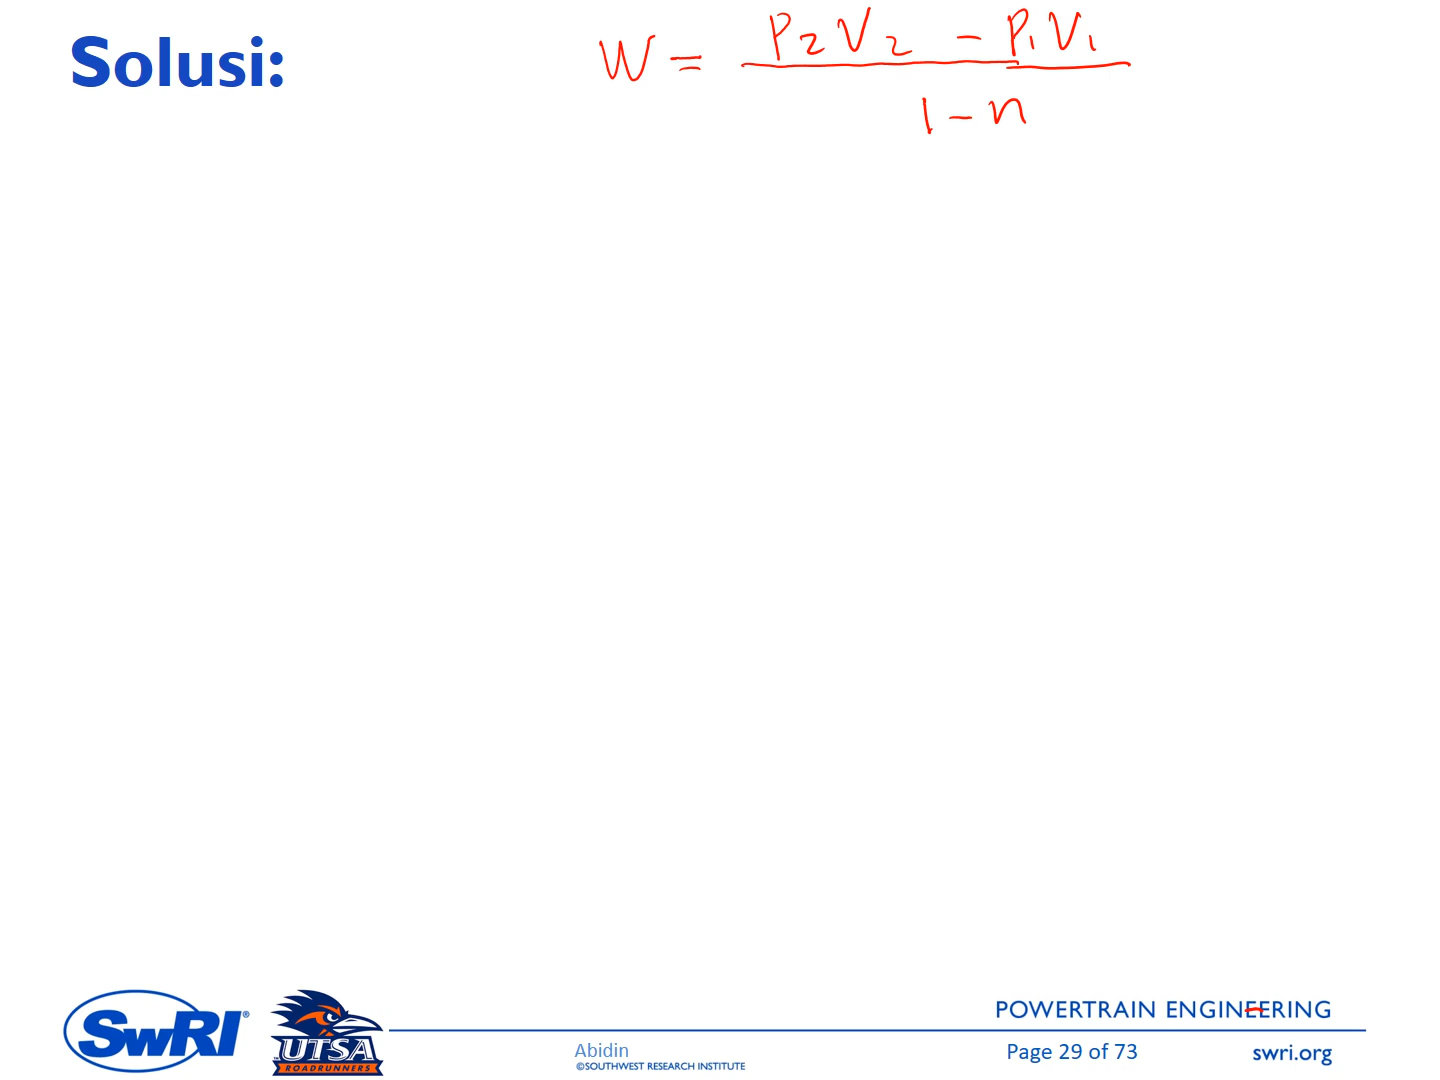 Solusi:
W = P2V2 - P1V1
1 - n
SwRI®
UTSA
ROADRUNNERS
Abidin
©SOUTHWEST RESEARCH INSTITUTE
POWERTRAIN ENGINEERING
Page 29 of 73
swri.org